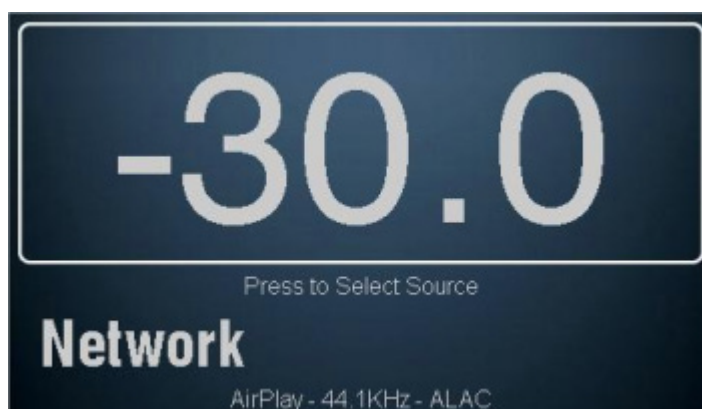 -30.0
Press to Select Source
Network
AirPlay - 44.1KHz - ALAC